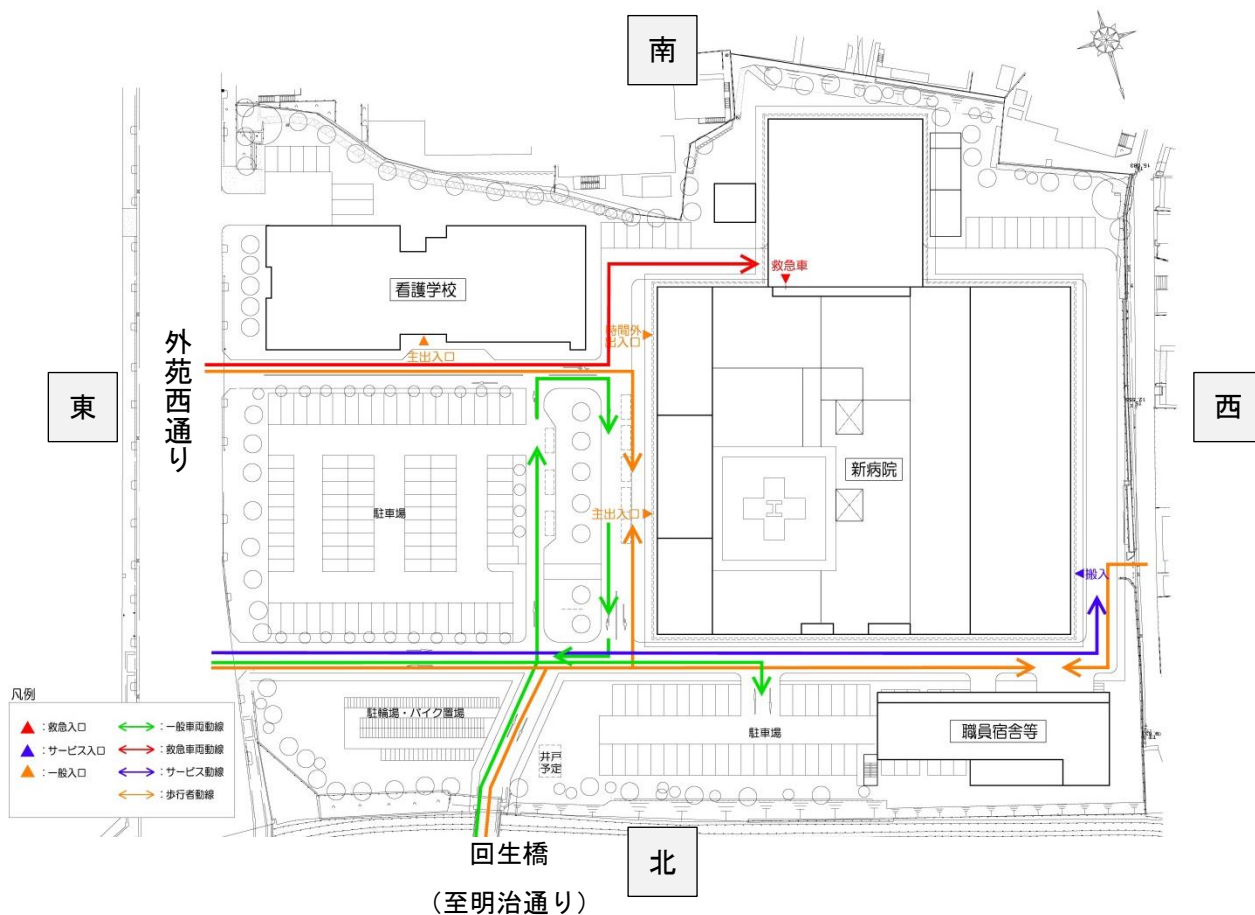 南
救急車
看護学校
時間外
出入口
主出入口
外苑西通り
東
西
新病院
H
主出入口
駐車場
搬入
凡例
▲：救急入口
▲：サービス入口
▲：一般入口
：一般車両動線
：救急車両動線
：サービス動線
：歩行者動線
駐輪場・バイク置場
井戸
予定
駐車場
職員宿舎等
回生橋
（至明治通り）
北